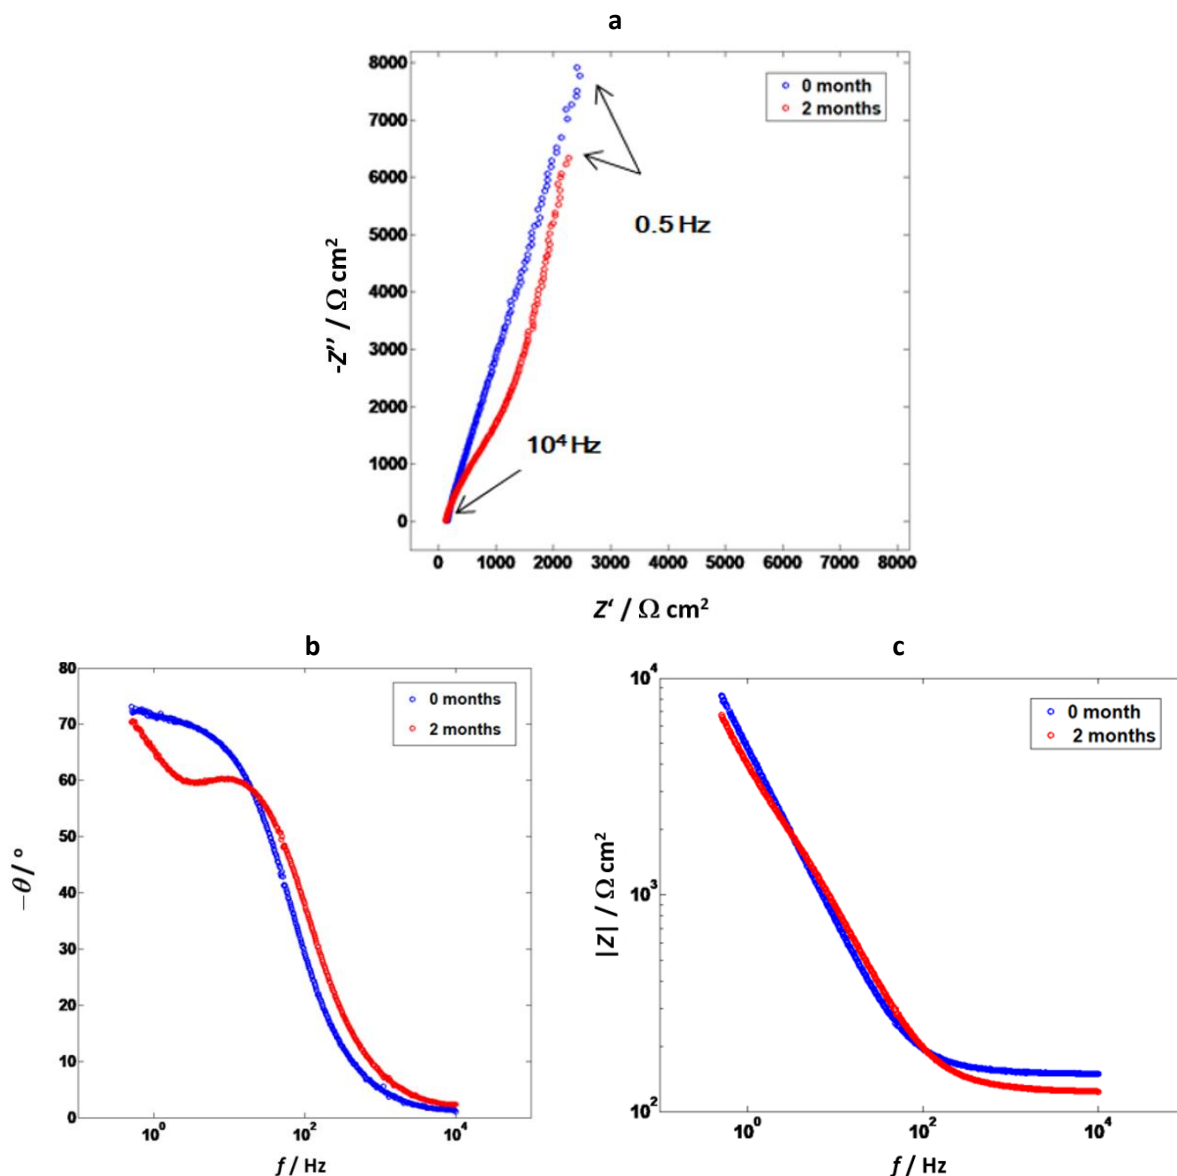 a
8000
7000
6000
5000
4000
3000
2000
1000
0
0 month
2 months
0.5 Hz
10⁴ Hz
-Z'' / Ω cm²
0 1000 2000 3000 4000 5000 6000 7000 8000
Z‘ / Ω cm²
b
80
70
60
50
40
30
20
10
0
0 months
2 months
−θ / °
10⁰ 10² 10⁴
f / Hz
c
10⁴
10³
10²
0 month
2 months
|Z| / Ω cm²
10⁰ 10² 10⁴
f / Hz